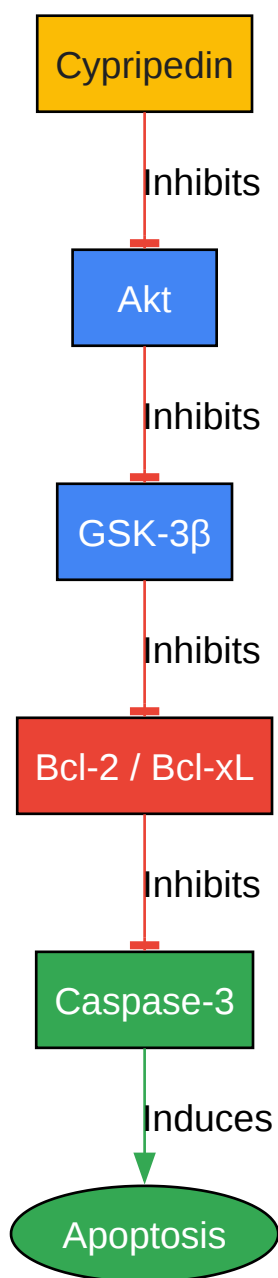 Cypripedin
Inhibits
Akt
Inhibits
GSK-3β
Inhibits
Bcl-2 / Bcl-xL
Inhibits
Caspase-3
Induces
Apoptosis